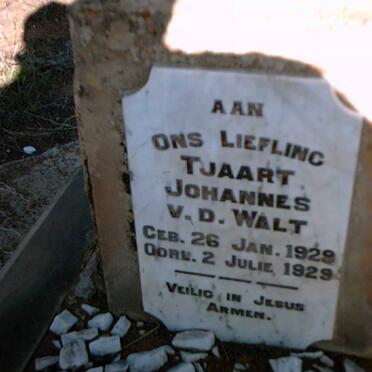 AAN
ONS LIEFLING
TJAART
JOHANNES
V. D. WALT
GEB. 26 JAN. 1929
OORL. 2 JULIE 1929
VEILIG IN JESUS
ARMEN.